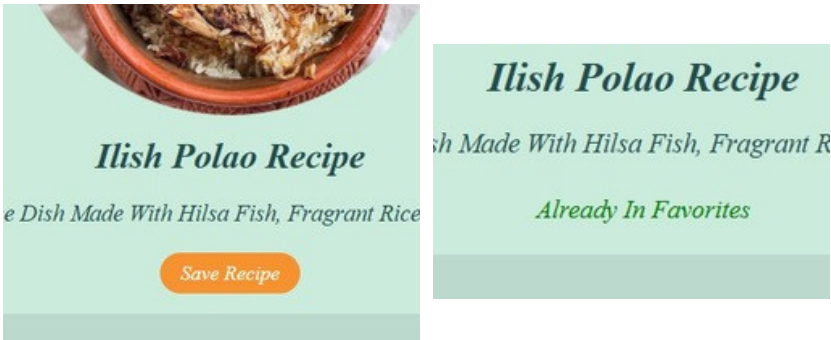 Ilish Polao Recipe
e Dish Made With Hilsa Fish, Fragrant Rice
Save Recipe
Ilish Polao Recipe
sh Made With Hilsa Fish, Fragrant R
Already In Favorites